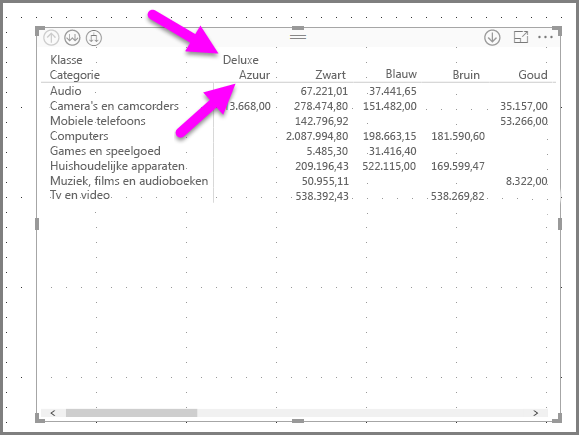 Klasse Deluxe
Categorie Azuur Zwart Blauw Bruin Goud
Audio 67.221,01 37.441,65
Camera's en camcorders 3.668,00 278.474,80 151.482,00 35.157,00
Mobiele telefoons 142.796,92 53.266,00
Computers 2.087.994,80 198.663,15 181.590,60
Games en speelgoed 5.485,30 31.416,40
Huishoudelijke apparaten 209.196,43 522.115,00 169.599,47
Muziek, films en audioboeken 50.955,11 8.322,00
Tv en video 538.392,43 538.269,82